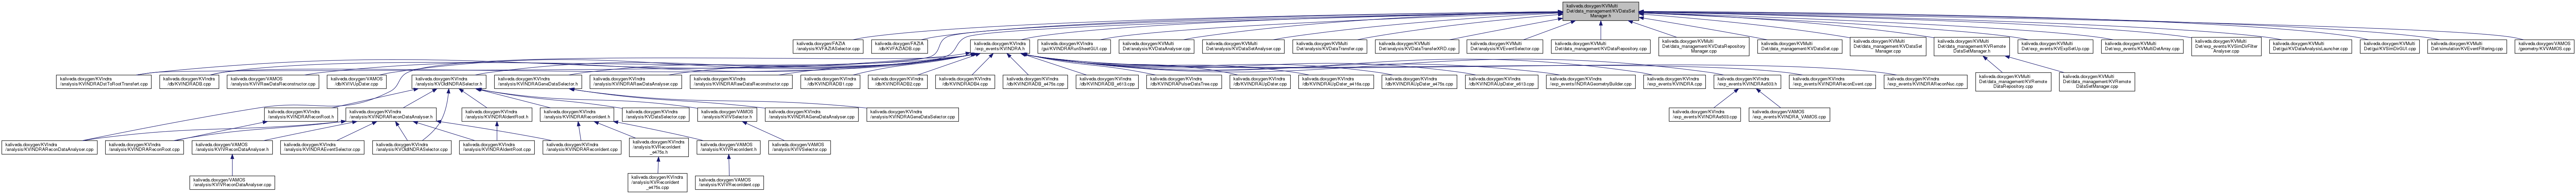 kaliveda.doxygen/KVMulti
Det/data_management/KVDataSet
Manager.h
kaliveda.doxygen/FAZIA
/analysis/KVFAZIASelector.cpp
kaliveda.doxygen/FAZIA
/db/KVFAZIADB.cpp
kaliveda.doxygen/KVIndra
/exp_events/KVINDRA.h
kaliveda.doxygen/KVIndra
/gui/KVINDRARunSheetGUI.cpp
kaliveda.doxygen/KVMulti
Det/analysis/KVDataAnalyser.cpp
kaliveda.doxygen/KVMulti
Det/analysis/KVDataSetAnalyser.cpp
kaliveda.doxygen/KVMulti
Det/analysis/KVDataTransfer.cpp
kaliveda.doxygen/KVMulti
Det/analysis/KVDataTransferXRD.cpp
kaliveda.doxygen/KVMulti
Det/analysis/KVEventSelector.cpp
kaliveda.doxygen/KVMulti
Det/data_management/KVDataRepository.cpp
kaliveda.doxygen/KVMulti
Det/data_management/KVDataRepository
Manager.cpp
kaliveda.doxygen/KVMulti
Det/data_management/KVDataSet.cpp
kaliveda.doxygen/KVMulti
Det/data_management/KVDataSet
Manager.cpp
kaliveda.doxygen/KVMulti
Det/data_management/KVRemote
DataSetManager.h
kaliveda.doxygen/KVMulti
Det/exp_events/KVExpSetUp.cpp
kaliveda.doxygen/KVMulti
Det/exp_events/KVMultiDetArray.cpp
kaliveda.doxygen/KVMulti
Det/exp_events/KVSimDirFilter
Analyser.cpp
kaliveda.doxygen/KVMulti
Det/gui/KVDataAnalysisLauncher.cpp
kaliveda.doxygen/KVMulti
Det/gui/KVSimDirGUI.cpp
kaliveda.doxygen/KVMulti
Det/simulation/KVEventFiltering.cpp
kaliveda.doxygen/VAMOS
/geometry/KVVAMOS.cpp
kaliveda.doxygen/KVIndra
/analysis/KVINDRADstToRootTransfert.cpp
kaliveda.doxygen/KVIndra
/db/KVINDRADB.cpp
kaliveda.doxygen/VAMOS
/analysis/KVIVRawDataReconstructor.cpp
kaliveda.doxygen/VAMOS
/db/KVIVUpDater.cpp
kaliveda.doxygen/KVIndra
/analysis/KVOldINDRASelector.h
kaliveda.doxygen/KVIndra
/analysis/KVINDRAGeneDataSelector.h
kaliveda.doxygen/KVIndra
/analysis/KVINDRARawDataAnalyser.cpp
kaliveda.doxygen/KVIndra
/analysis/KVINDRARawDataReconstructor.cpp
kaliveda.doxygen/KVIndra
/db/KVINDRADB1.cpp
kaliveda.doxygen/KVIndra
/db/KVINDRADB2.cpp
kaliveda.doxygen/KVIndra
/db/KVINDRADB4.cpp
kaliveda.doxygen/KVIndra
/db/KVINDRADB_e475s.cpp
kaliveda.doxygen/KVIndra
/db/KVINDRADB_e613.cpp
kaliveda.doxygen/KVIndra
/db/KVINDRAPulserDataTree.cpp
kaliveda.doxygen/KVIndra
/db/KVINDRAUpDater.cpp
kaliveda.doxygen/KVIndra
/db/KVINDRAUpDater_e416a.cpp
kaliveda.doxygen/KVIndra
/db/KVINDRAUpDater_e475s.cpp
kaliveda.doxygen/KVIndra
/db/KVINDRAUpDater_e613.cpp
kaliveda.doxygen/KVIndra
/exp_events/INDRAGeometryBuilder.cpp
kaliveda.doxygen/KVIndra
/exp_events/KVINDRA.cpp
kaliveda.doxygen/KVIndra
/exp_events/KVINDRAe503.h
kaliveda.doxygen/KVIndra
/exp_events/KVINDRAReconEvent.cpp
kaliveda.doxygen/KVIndra
/exp_events/KVINDRAReconNuc.cpp
kaliveda.doxygen/KVMulti
Det/data_management/KVRemote
DataRepository.cpp
kaliveda.doxygen/KVMulti
Det/data_management/KVRemote
DataSetManager.cpp
kaliveda.doxygen/KVIndra
/analysis/KVINDRAReconRoot.h
kaliveda.doxygen/KVIndra
/analysis/KVINDRAReconDataAnalyser.h
kaliveda.doxygen/KVIndra
/analysis/KVINDRAIdentRoot.h
kaliveda.doxygen/KVIndra
/analysis/KVINDRAReconIdent.h
kaliveda.doxygen/KVIndra
/analysis/KVDataSelector.cpp
kaliveda.doxygen/VAMOS
/analysis/KVIVSelector.h
kaliveda.doxygen/KVIndra
/analysis/KVINDRAGeneDataAnalyser.cpp
kaliveda.doxygen/KVIndra
/analysis/KVINDRAGeneDataSelector.cpp
kaliveda.doxygen/KVIndra
/exp_events/KVINDRAe503.cpp
kaliveda.doxygen/VAMOS
/exp_events/KVINDRA_VAMOS.cpp
kaliveda.doxygen/KVIndra
/analysis/KVINDRAReconDataAnalyser.cpp
kaliveda.doxygen/KVIndra
/analysis/KVINDRAReconRoot.cpp
kaliveda.doxygen/VAMOS
/analysis/KVIVReconDataAnalyser.h
kaliveda.doxygen/KVIndra
/analysis/KVINDRAEventSelector.cpp
kaliveda.doxygen/KVIndra
/analysis/KVOldINDRASelector.cpp
kaliveda.doxygen/KVIndra
/analysis/KVINDRAIdentRoot.cpp
kaliveda.doxygen/KVIndra
/analysis/KVINDRAReconIdent.cpp
kaliveda.doxygen/KVIndra
/analysis/KVReconIdent
_e475s.h
kaliveda.doxygen/VAMOS
/analysis/KVIVReconIdent.h
kaliveda.doxygen/VAMOS
/analysis/KVIVSelector.cpp
kaliveda.doxygen/VAMOS
/analysis/KVIVReconDataAnalyser.cpp
kaliveda.doxygen/KVIndra
/analysis/KVReconIdent
_e475s.cpp
kaliveda.doxygen/VAMOS
/analysis/KVIVReconIdent.cpp